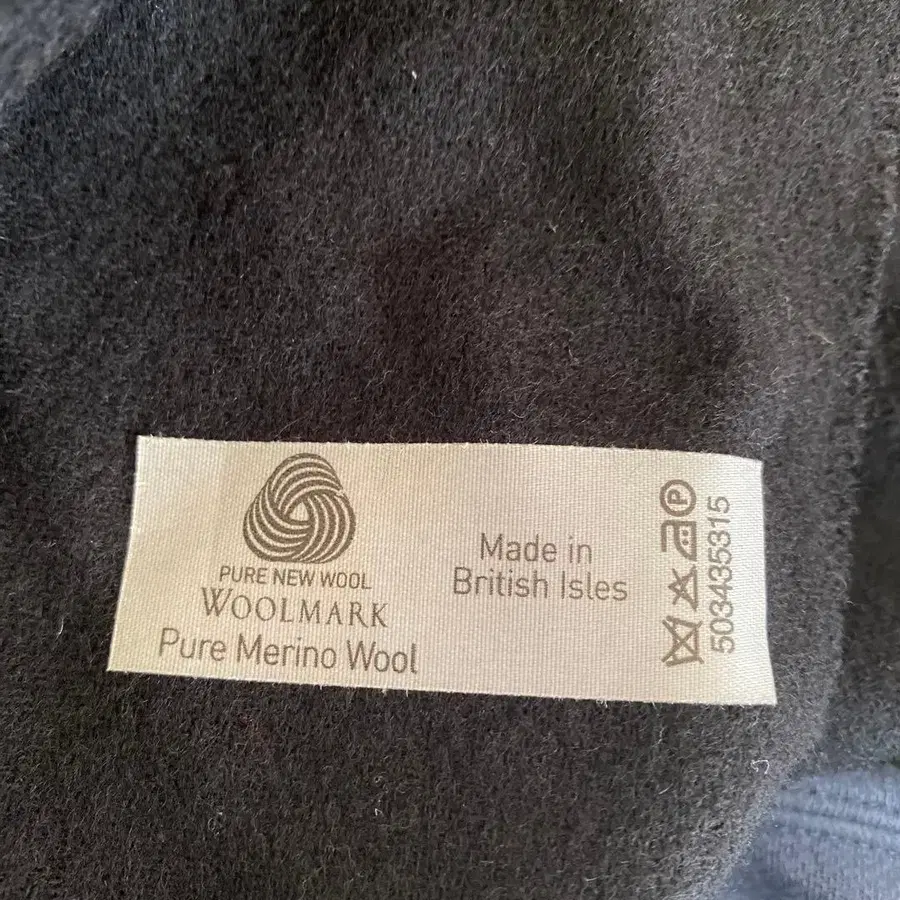 PURE NEW WOOL
WOOLMARK
Pure Merino Wool
Made in
British Isles
P
503435315